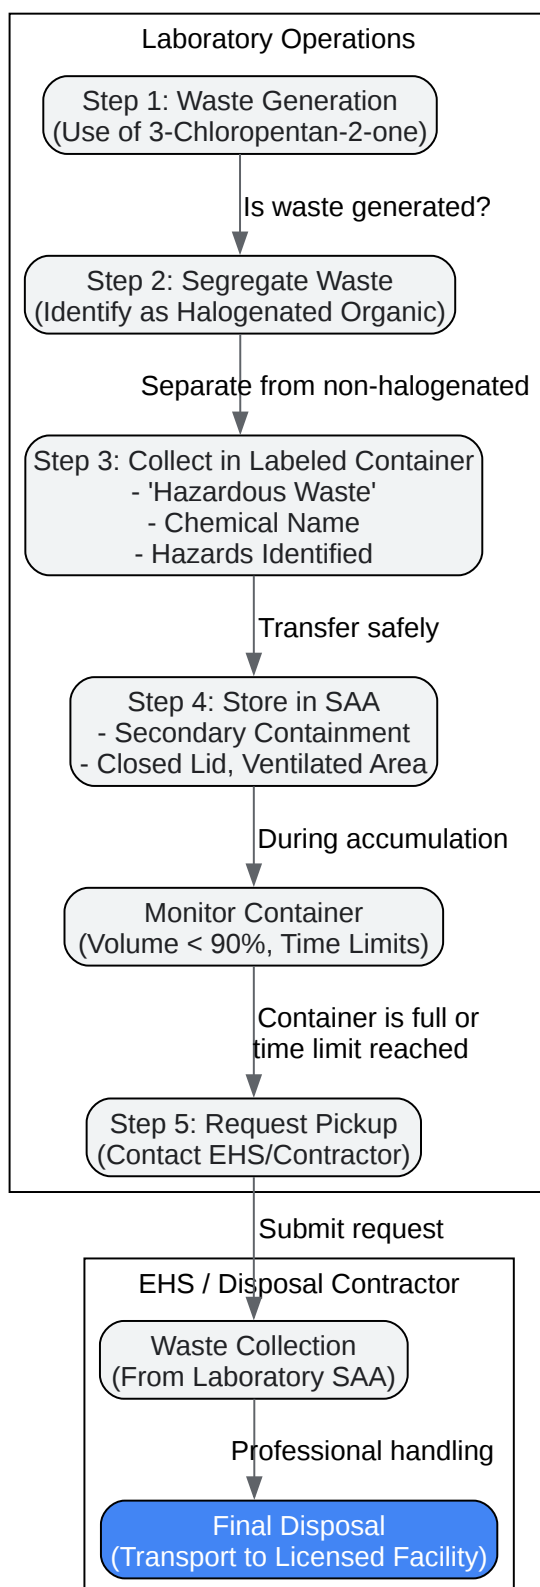 Laboratory Operations
Step 1: Waste Generation
(Use of 3-Chloropentan-2-one)
Is waste generated?
Step 2: Segregate Waste
(Identify as Halogenated Organic)
Separate from non-halogenated
Step 3: Collect in Labeled Container
- 'Hazardous Waste'
- Chemical Name
- Hazards Identified
Transfer safely
Step 4: Store in SAA
- Secondary Containment
- Closed Lid, Ventilated Area
During accumulation
Monitor Container
(Volume < 90%, Time Limits)
Container is full or
time limit reached
Step 5: Request Pickup
(Contact EHS/Contractor)
Submit request
EHS / Disposal Contractor
Waste Collection
(From Laboratory SAA)
Professional handling
Final Disposal
(Transport to Licensed Facility)